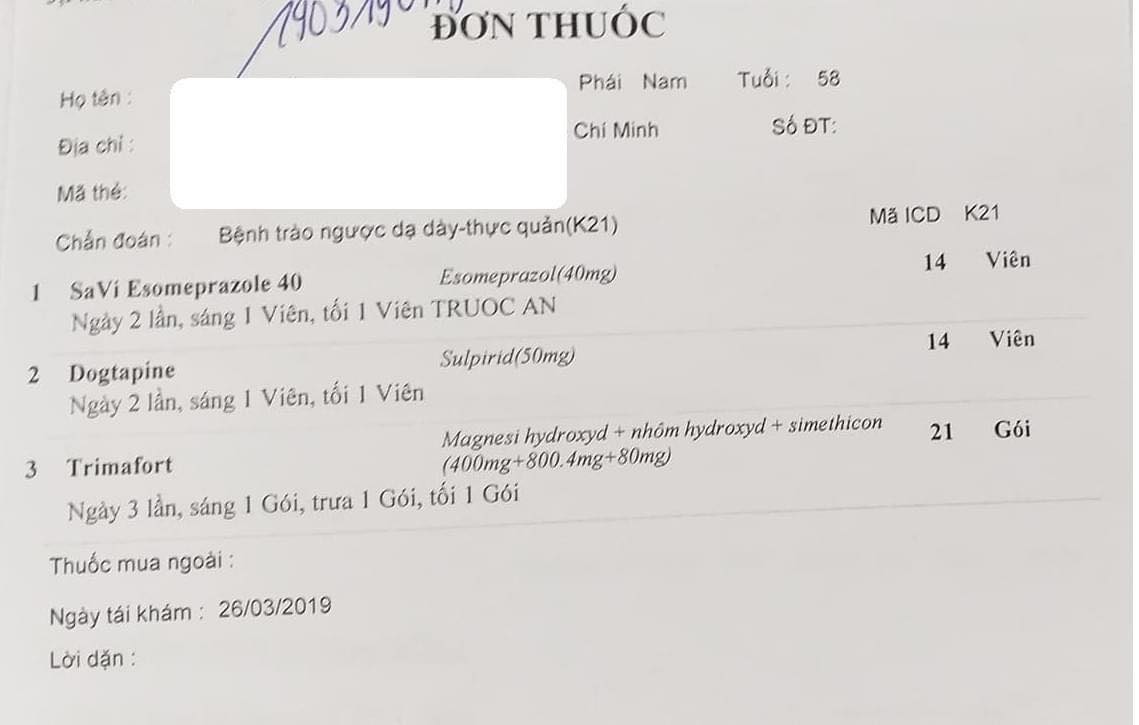 ĐƠN THUỐC
Họ tên : Phái Nam Tuổi : 58
Địa chỉ : Chí Minh Số ĐT:
Mã thẻ:
Chẩn đoán : Bệnh trào ngược dạ dày-thực quản(K21) Mã ICD K21
1 SaVi Esomeprazole 40 Esomeprazol(40mg) 14 Viên
Ngày 2 lần, sáng 1 Viên, tối 1 Viên TRUOC AN
2 Dogtapine Sulpirid(50mg) 14 Viên
Ngày 2 lần, sáng 1 Viên, tối 1 Viên
3 Trimafort Magnesi hydroxyd + nhôm hydroxyd + simethicon 21 Gói
(400mg+800.4mg+80mg)
Ngày 3 lần, sáng 1 Gói, trưa 1 Gói, tối 1 Gói
Thuốc mua ngoài :
Ngày tái khám : 26/03/2019
Lời dặn :